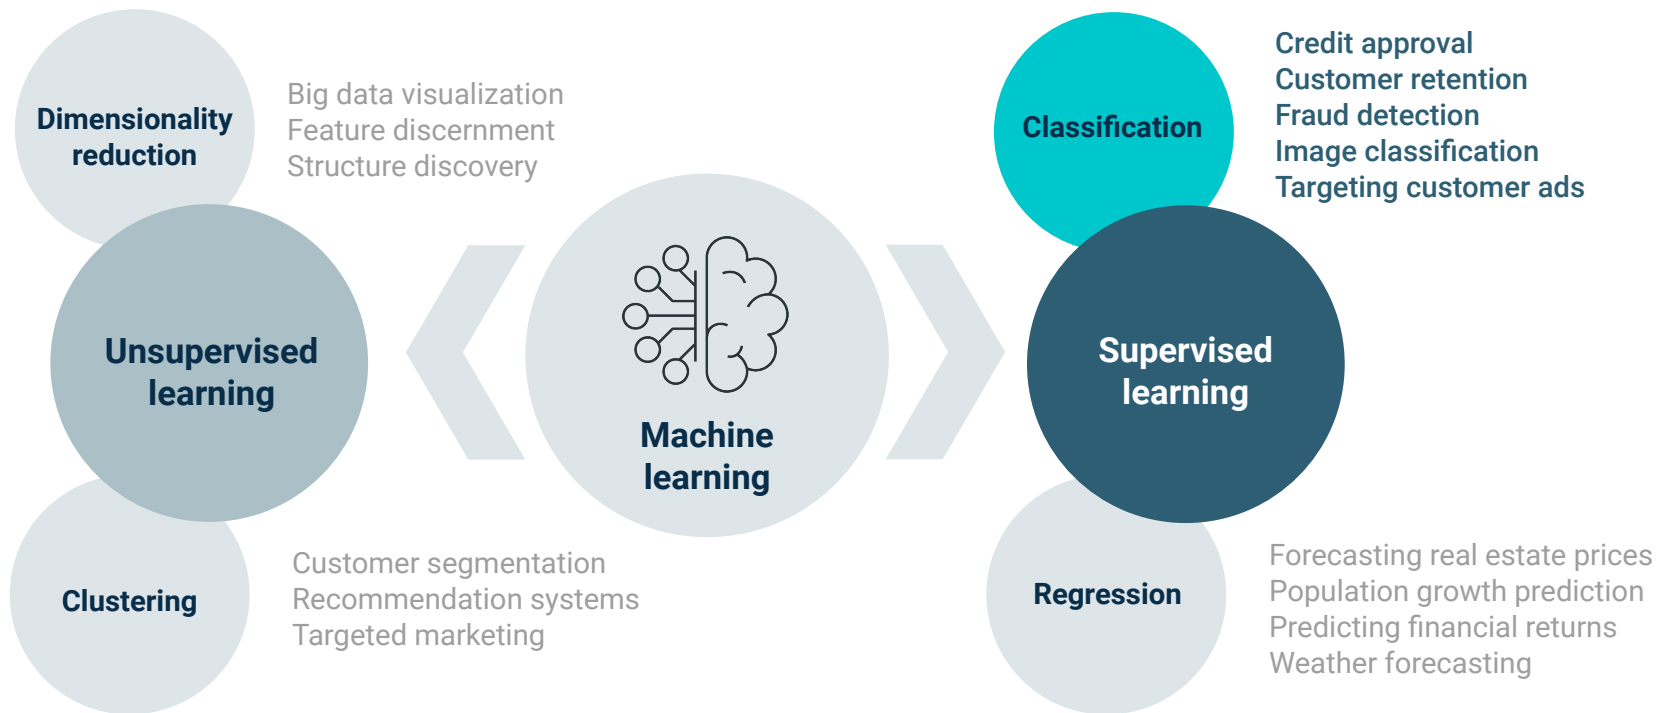 Dimensionality
reduction
Big data visualization
Feature discernment
Structure discovery
Unsupervised
learning
Clustering
Customer segmentation
Recommendation systems
Targeted marketing
Machine
learning
Classification
Credit approval
Customer retention
Fraud detection
Image classification
Targeting customer ads
Supervised
learning
Regression
Forecasting real estate prices
Population growth prediction
Predicting financial returns
Weather forecasting